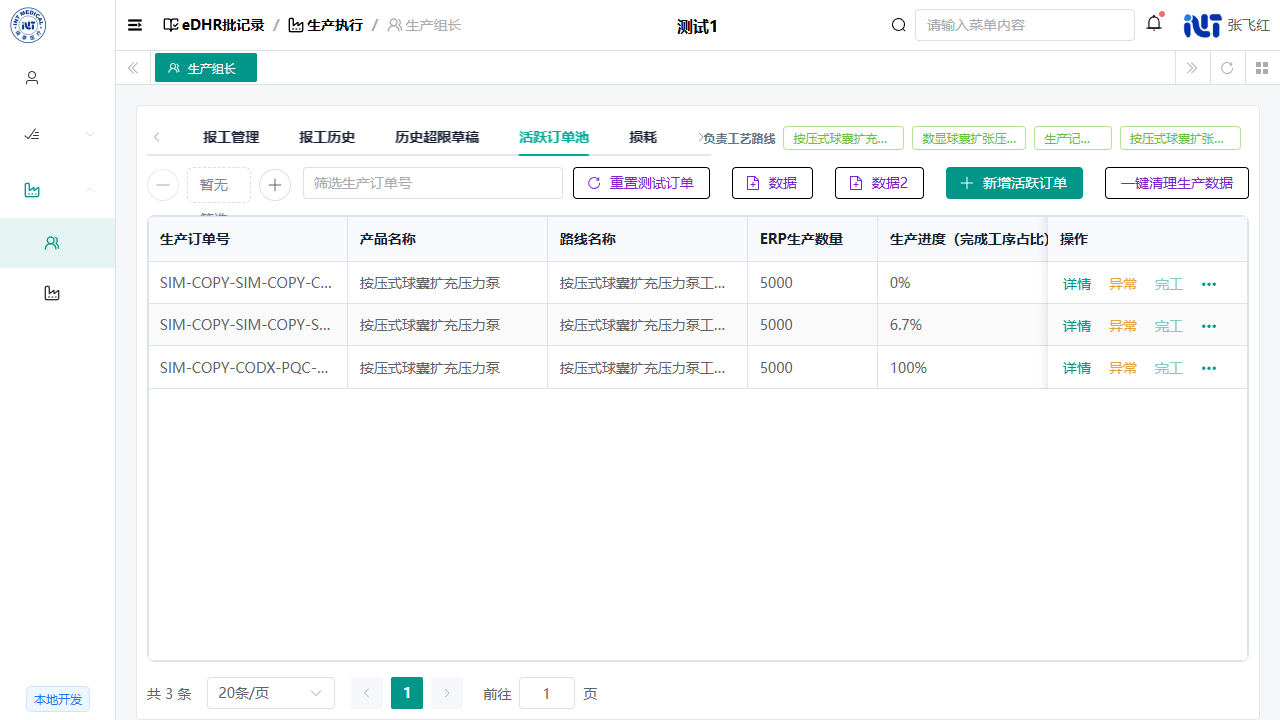 eDHR批记录 / 生产执行 / 生产组长
测试1
请输入菜单内容
张飞红
生产组长
报工管理 报工历史 历史超限草稿 活跃订单池 损耗
负责工艺路线 按压式球囊扩充... 数显球囊扩张压... 生产记... 按压式球囊扩张...
暂无
筛选生产订单号
重置测试订单 数据 数据2 新增活跃订单 一键清理生产数据
生产订单号 产品名称 路线名称 ERP生产数量 生产进度（完成工序占比） 操作
SIM-COPY-SIM-COPY-C... 按压式球囊扩充压力泵 按压式球囊扩充压力泵工... 5000 0% 详情 异常 完工 •••
SIM-COPY-SIM-COPY-S... 按压式球囊扩充压力泵 按压式球囊扩充压力泵工... 5000 6.7% 详情 异常 完工 •••
SIM-COPY-CODX-PQC-... 按压式球囊扩充压力泵 按压式球囊扩充压力泵工... 5000 100% 详情 异常 完工 •••
共 3 条 20条/页 1 前往 1 页
本地开发